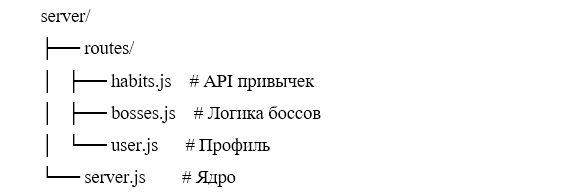 server/
├── routes/
│   ├── habits.js    # API привычек
│   ├── bosses.js    # Логика боссов
│   └── user.js      # Профиль
└── server.js        # Ядро